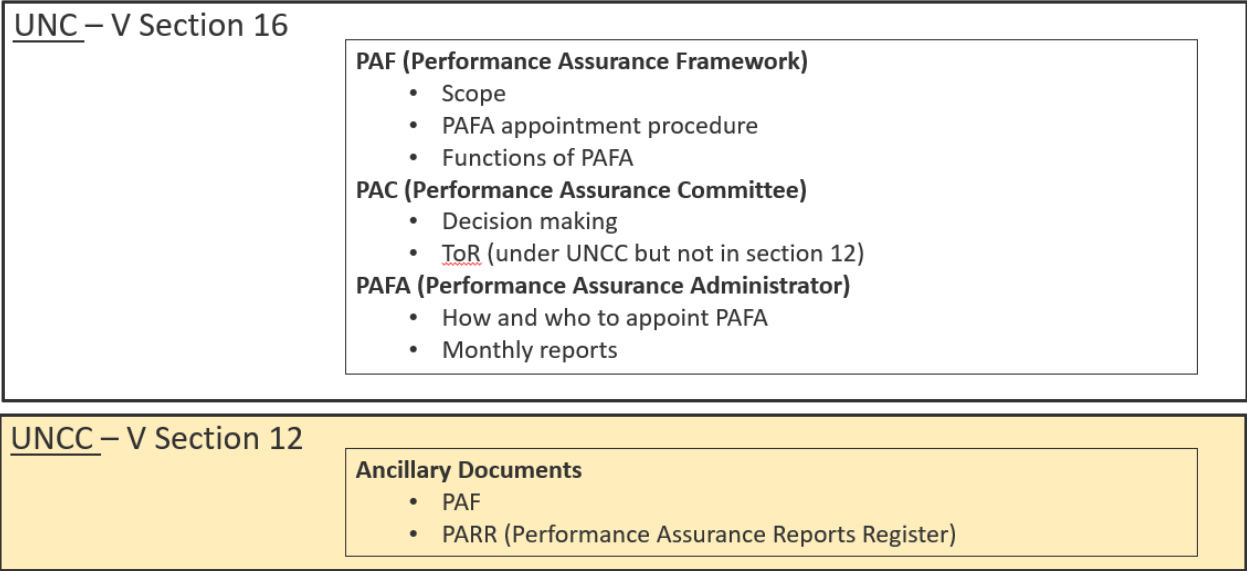 UNC – V Section 16
PAF (Performance Assurance Framework)
• Scope
• PAFA appointment procedure
• Functions of PAFA
PAC (Performance Assurance Committee)
• Decision making
• ToR (under UNCC but not in section 12)
PAFA (Performance Assurance Administrator)
• How and who to appoint PAFA
• Monthly reports
UNCC – V Section 12
Ancillary Documents
• PAF
• PARR (Performance Assurance Reports Register)